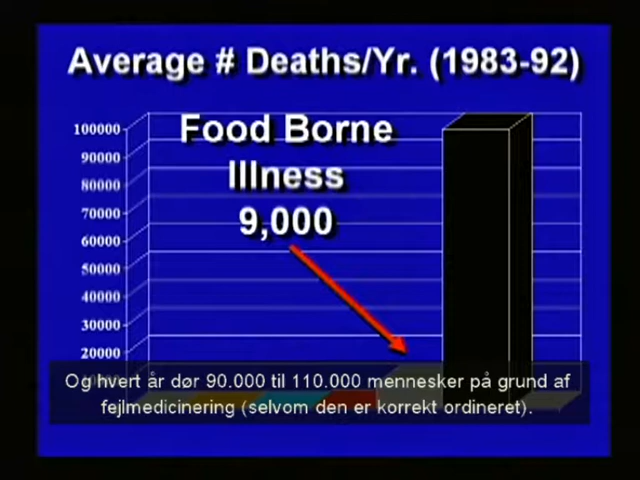 Average # Deaths/Yr. (1983-92)
Food Borne
Illness
9,000
100000
90000
80000
70000
60000
50000
40000
30000
20000
Og hvert år dør 90.000 til 110.000 mennesker på grund af
fejlmedicinering (selvom den er korrekt ordineret).